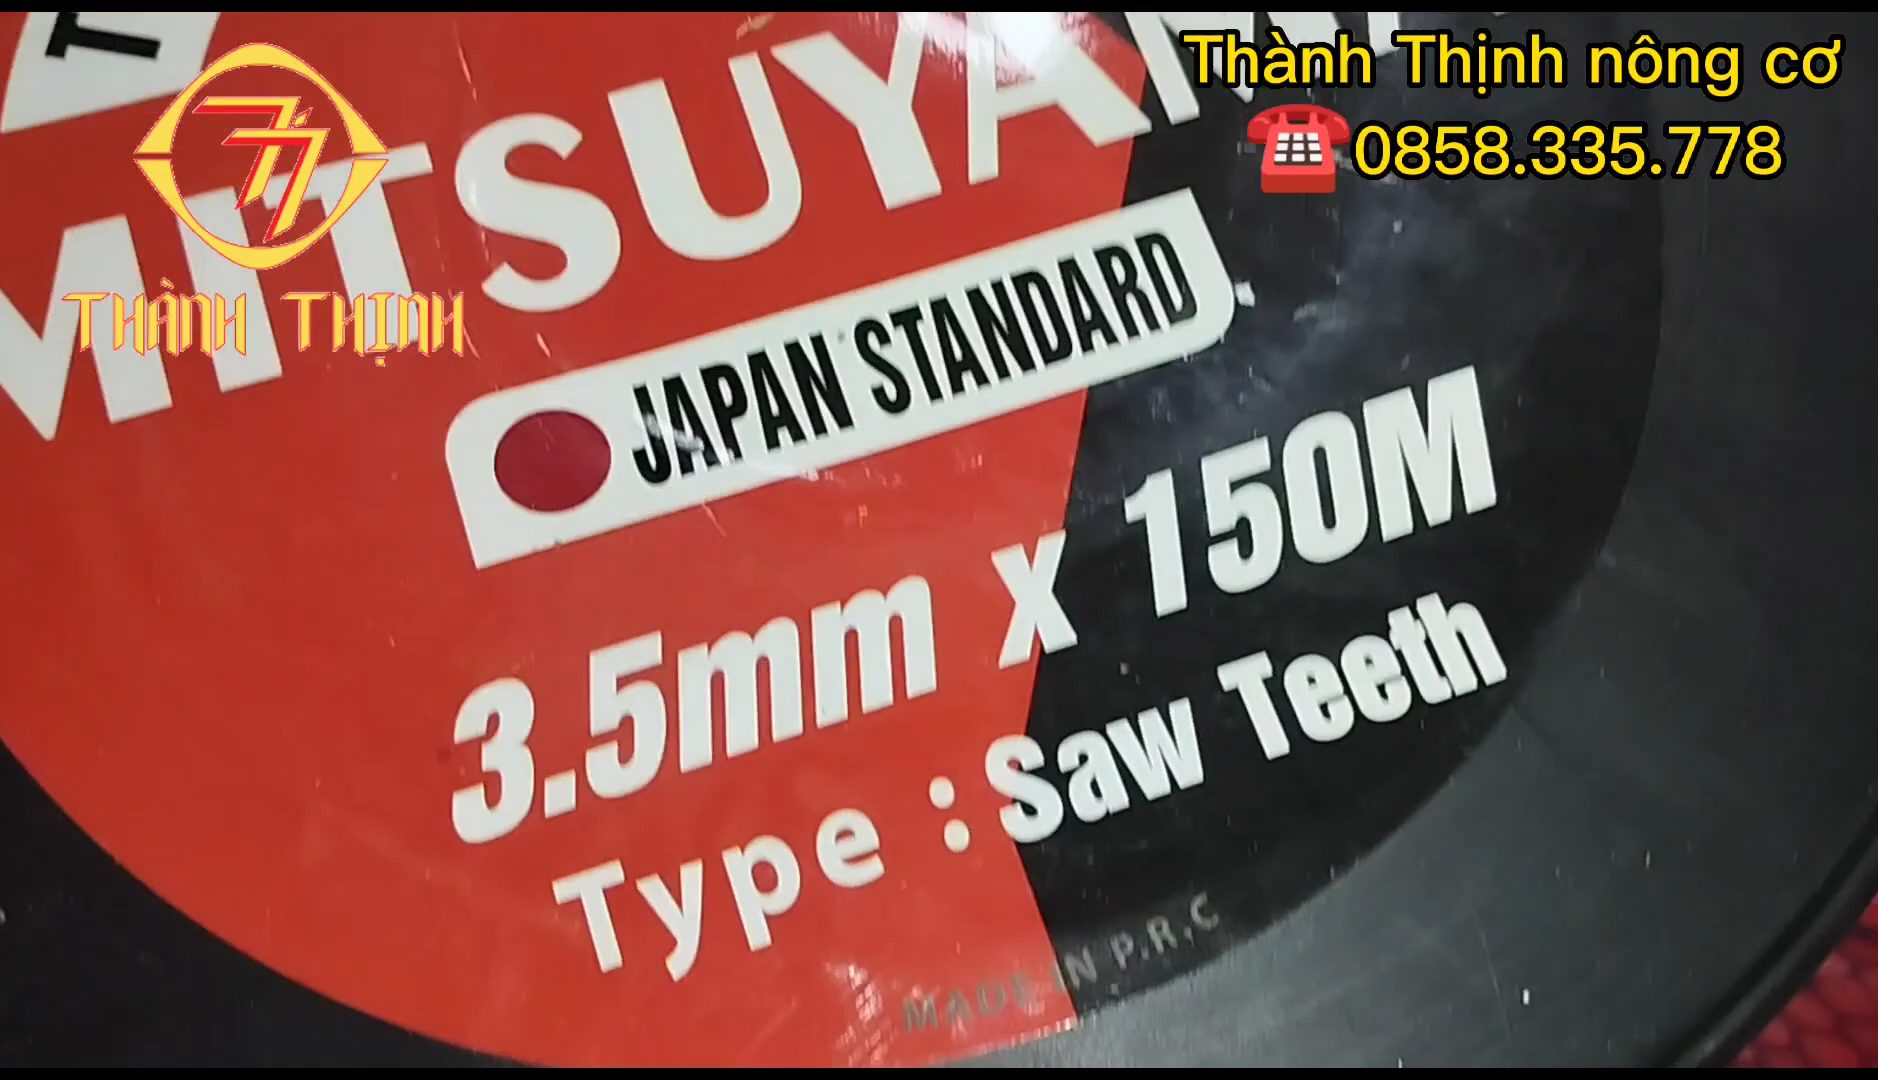 Thành Thịnh nông cơ
0858.335.778
THÀNH THỊNH
MITSUYAM
JAPAN STANDARD
3.5mm x 150M
Type : Saw Teeth
MADE IN P.R.C